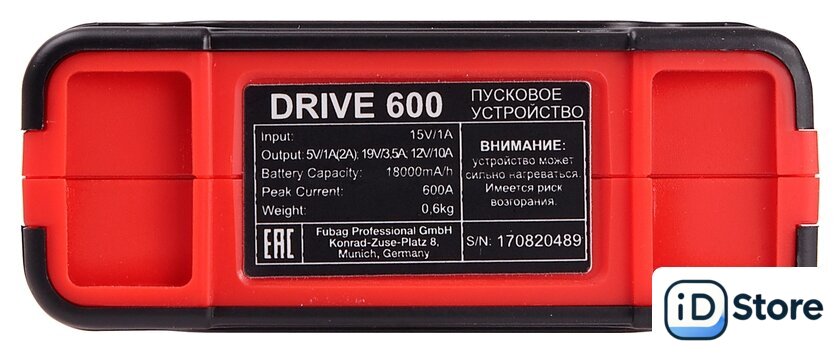 DRIVE 600
ПУСКОВОЕ
УСТРОЙСТВО
Input: 15V/1A
Output: 5V/1A(2A); 19V/3,5A; 12V/10A
Battery Capacity: 18000mA/h
Peak Current: 600A
Weight: 0,6kg
ВНИМАНИЕ:
устройство может
сильно нагреваться.
Имеется риск
возгорания.
EAC
Fubag Professional GmbH
Konrad-Zuse-Platz 8,
Munich, Germany
S/N: 170820489
iD Store